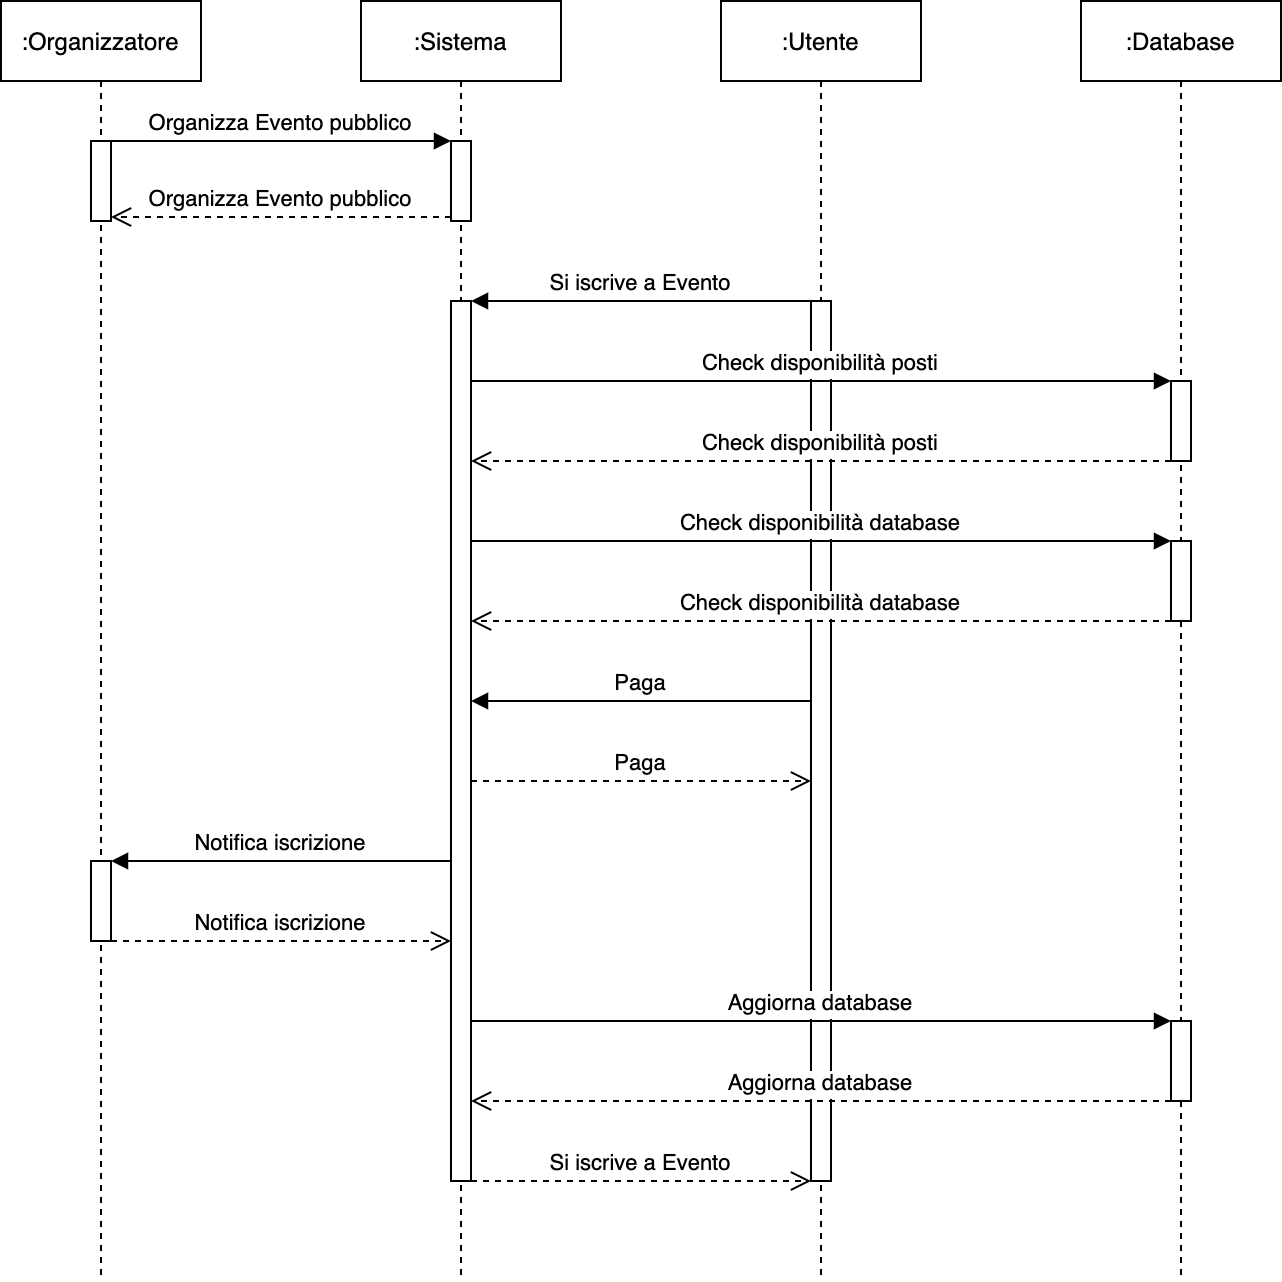 :Organizzatore
:Sistema
:Utente
:Database
Organizza Evento pubblico
Organizza Evento pubblico
Si iscrive a Evento
Check disponibilità posti
Check disponibilità posti
Check disponibilità database
Check disponibilità database
Paga
Paga
Notifica iscrizione
Notifica iscrizione
Aggiorna database
Aggiorna database
Si iscrive a Evento